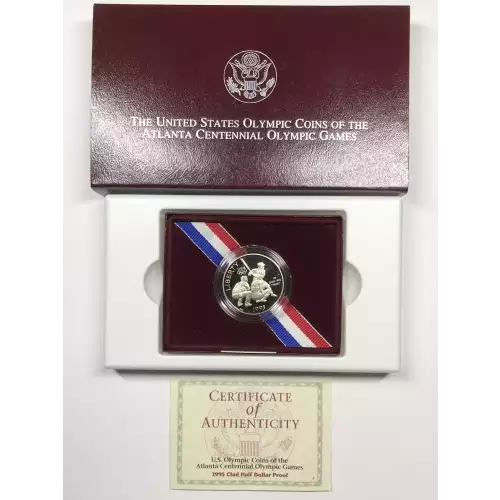 THE UNITED STATES OLYMPIC COINS OF THE
ATLANTA CENTENNIAL OLYMPIC GAMES
LIBERTY
1995
CERTIFICATE
of
AUTHENTICITY
U.S. Olympic Coins of the
Atlanta Centennial Olympic Games
1995 Clad Half Dollar Proof